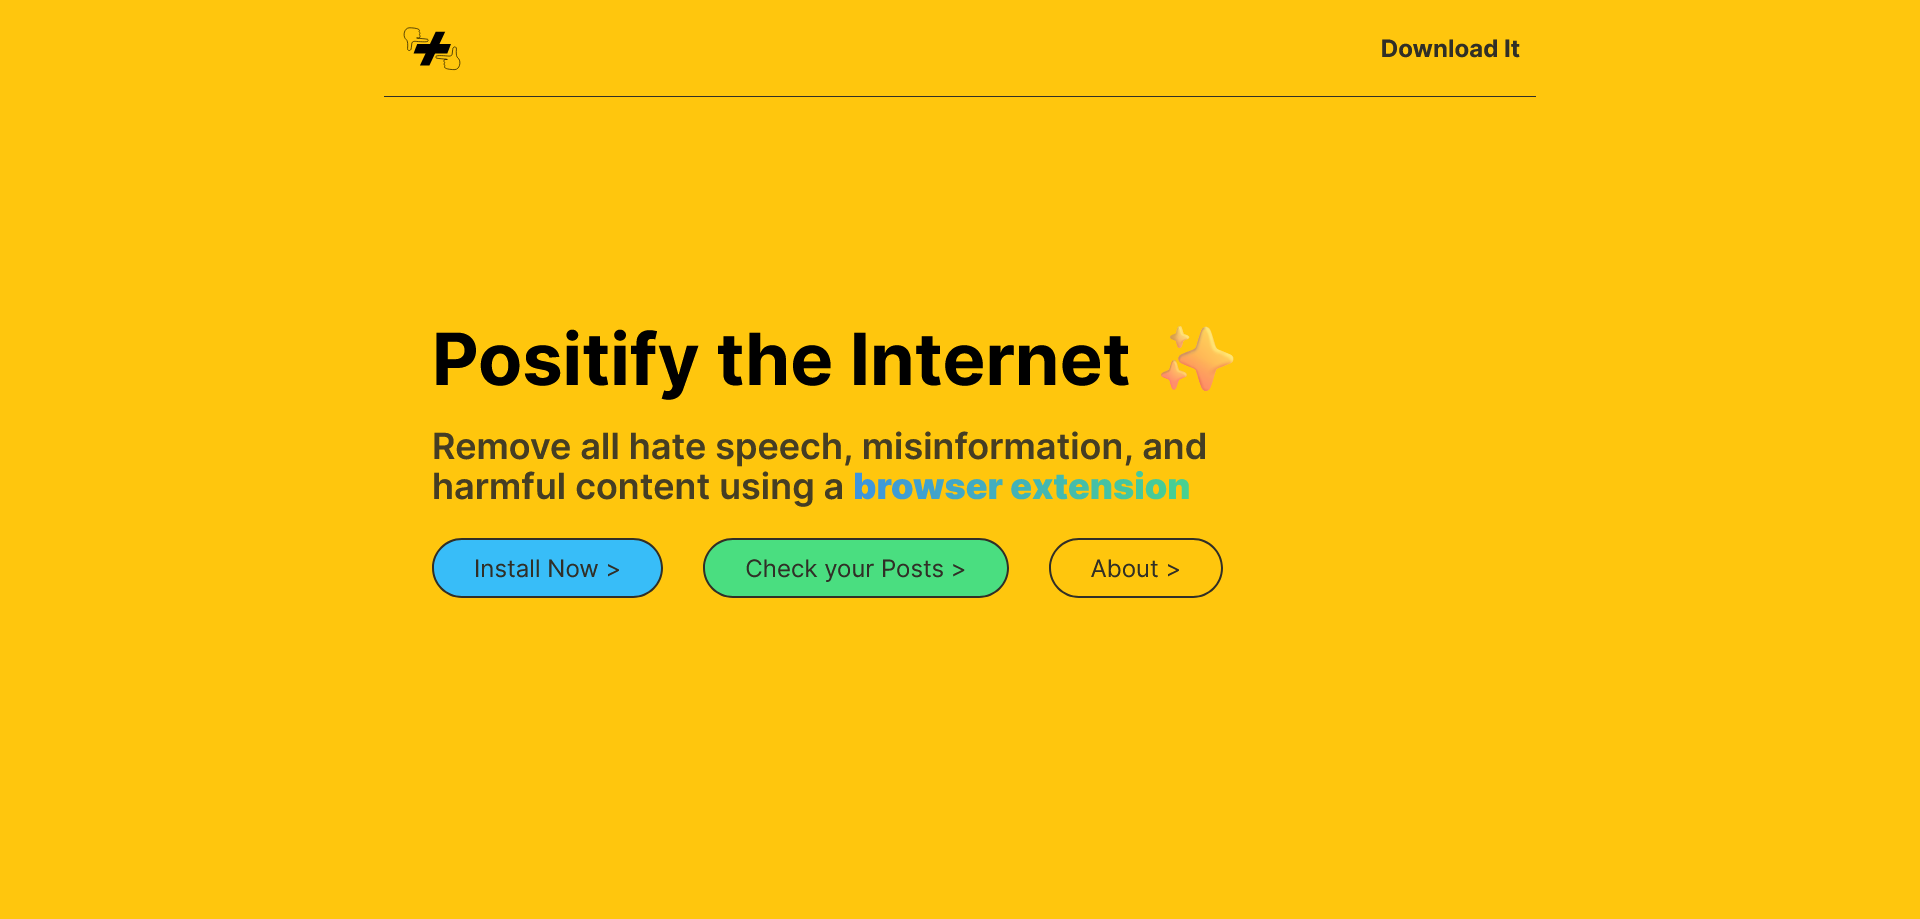 Download It
Positify the Internet ✨
Remove all hate speech, misinformation, and
harmful content using a browser extension
Install Now >
Check your Posts >
About >